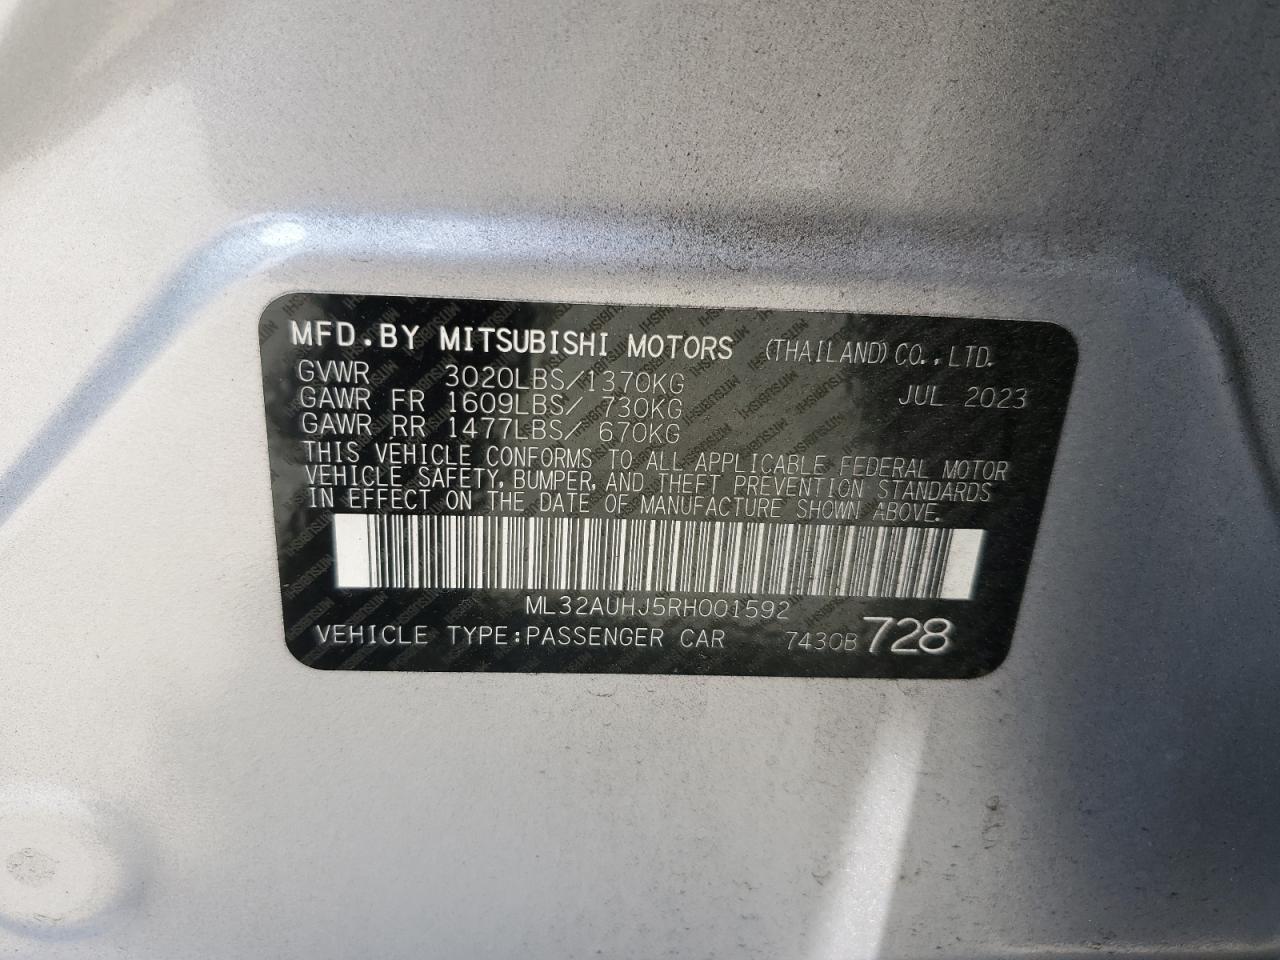 MFD.BY MITSUBISHI MOTORS (THAILAND)CO.,LTD.
GVWR 3020LBS/1370KG JUL 2023
GAWR FR 1609LBS/ 730KG
GAWR RR 1477LBS/ 670KG
THIS VEHICLE CONFORMS TO ALL APPLICABLE FEDERAL MOTOR
VEHICLE SAFETY, BUMPER, AND THEFT PREVENTION STANDARDS
IN EFFECT ON THE DATE OF MANUFACTURE SHOWN ABOVE.
ML32AUHJ5RH001592
VEHICLE TYPE:PASSENGER CAR 7430B 728